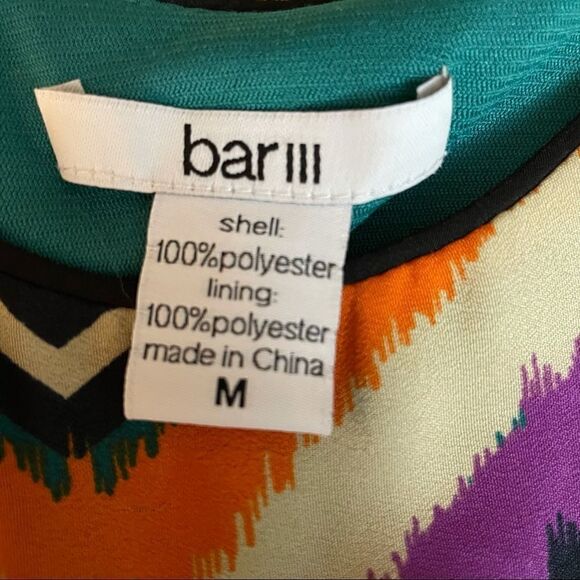 bar III
shell:
100%polyester
lining:
100%polyester
made in China
M